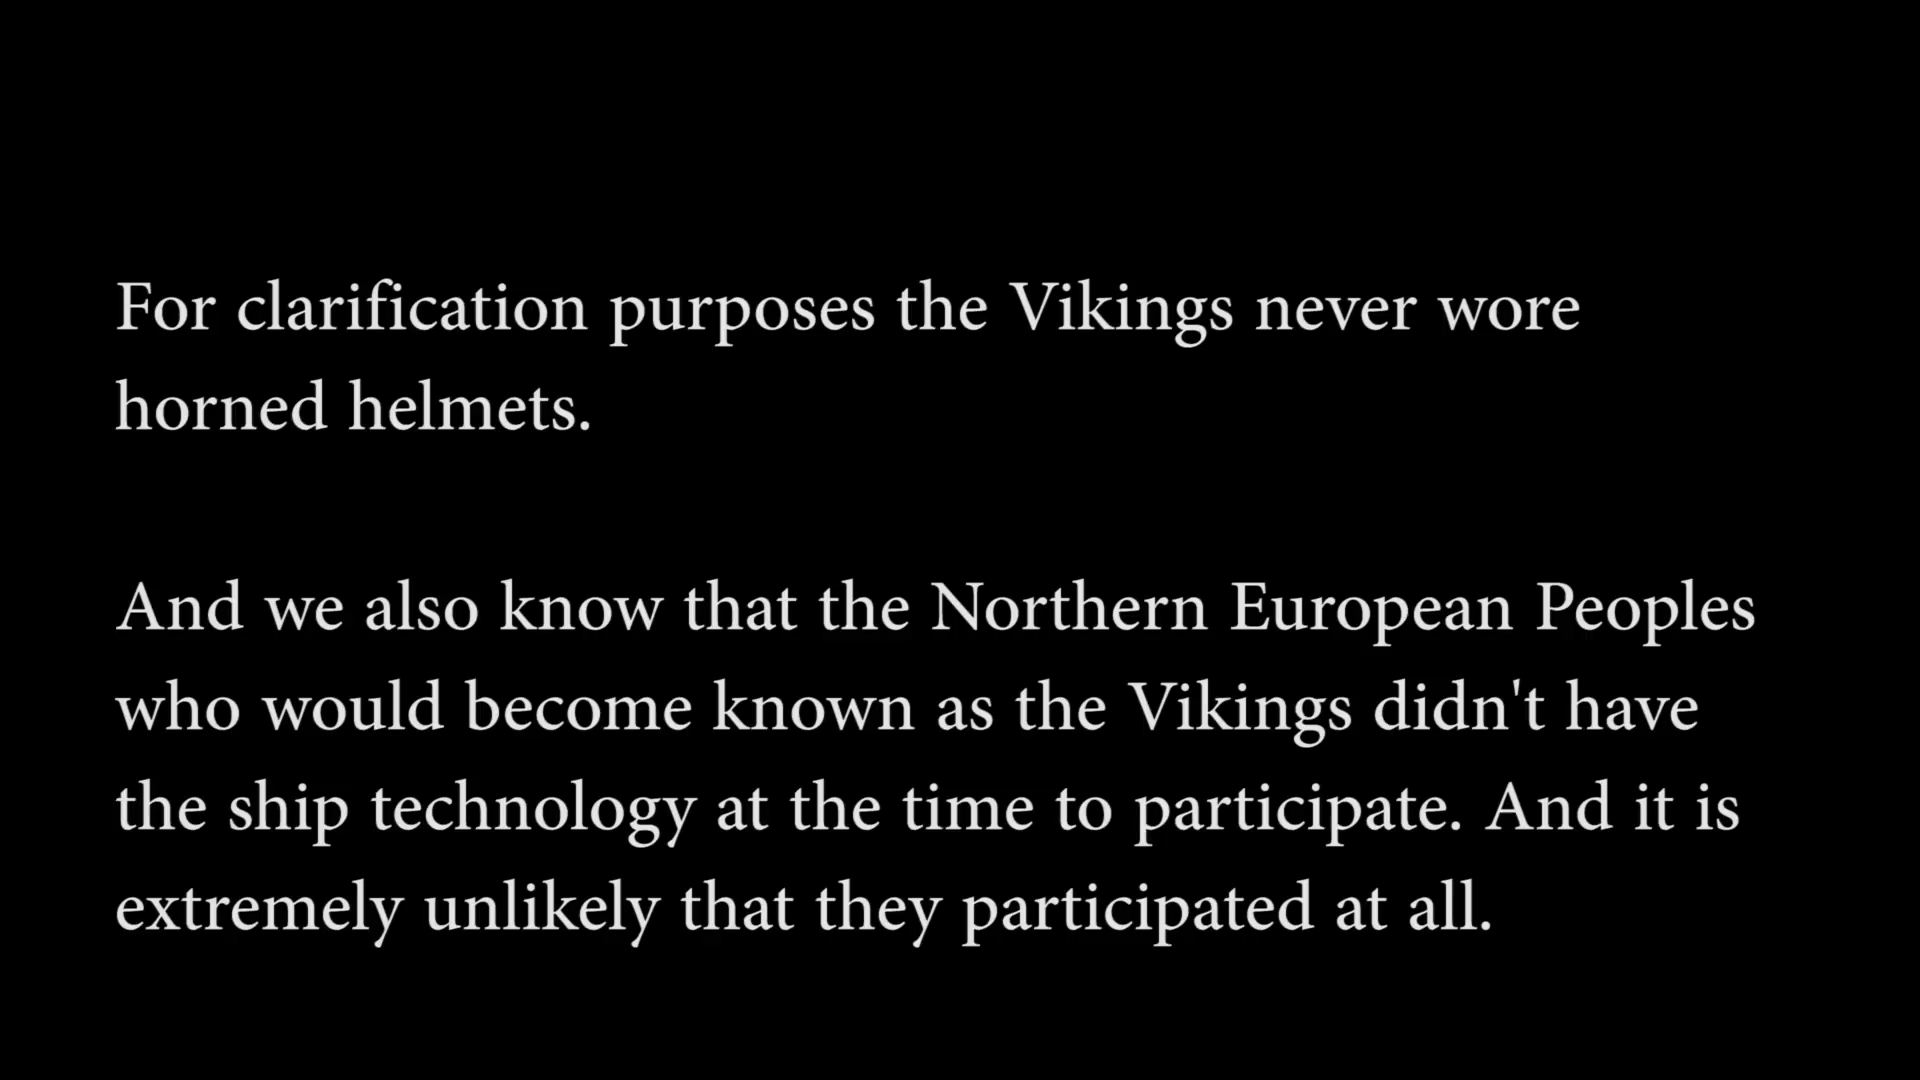 For clarification purposes the Vikings never wore
horned helmets.
And we also know that the Northern European Peoples
who would become known as the Vikings didn't have
the ship technology at the time to participate. And it is
extremely unlikely that they participated at all.